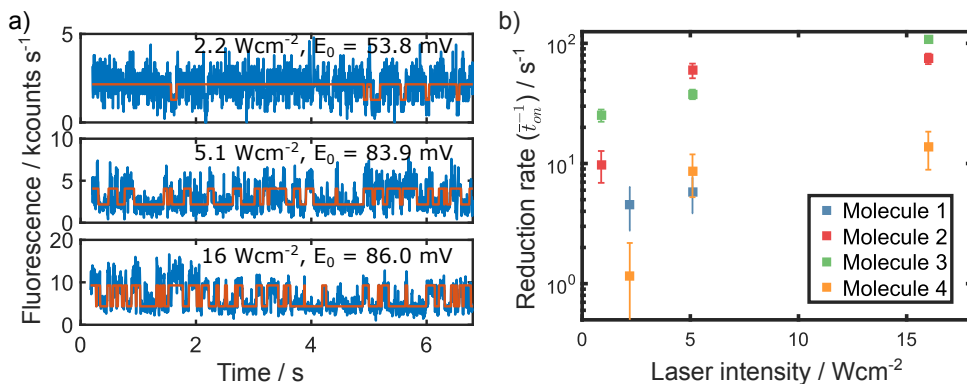 a)
Fluorescence / kcounts s⁻¹
5
0
2.2 Wcm⁻², E₀ = 53.8 mV
10
5
0
5.1 Wcm⁻², E₀ = 83.9 mV
20
10
0
16 Wcm⁻², E₀ = 86.0 mV
0 2 4 6
Time / s
b)
Reduction rate (t̄ₒₙ⁻¹) / s⁻¹
10²
10¹
10⁰
Molecule 1
Molecule 2
Molecule 3
Molecule 4
0 5 10 15
Laser intensity / Wcm⁻²